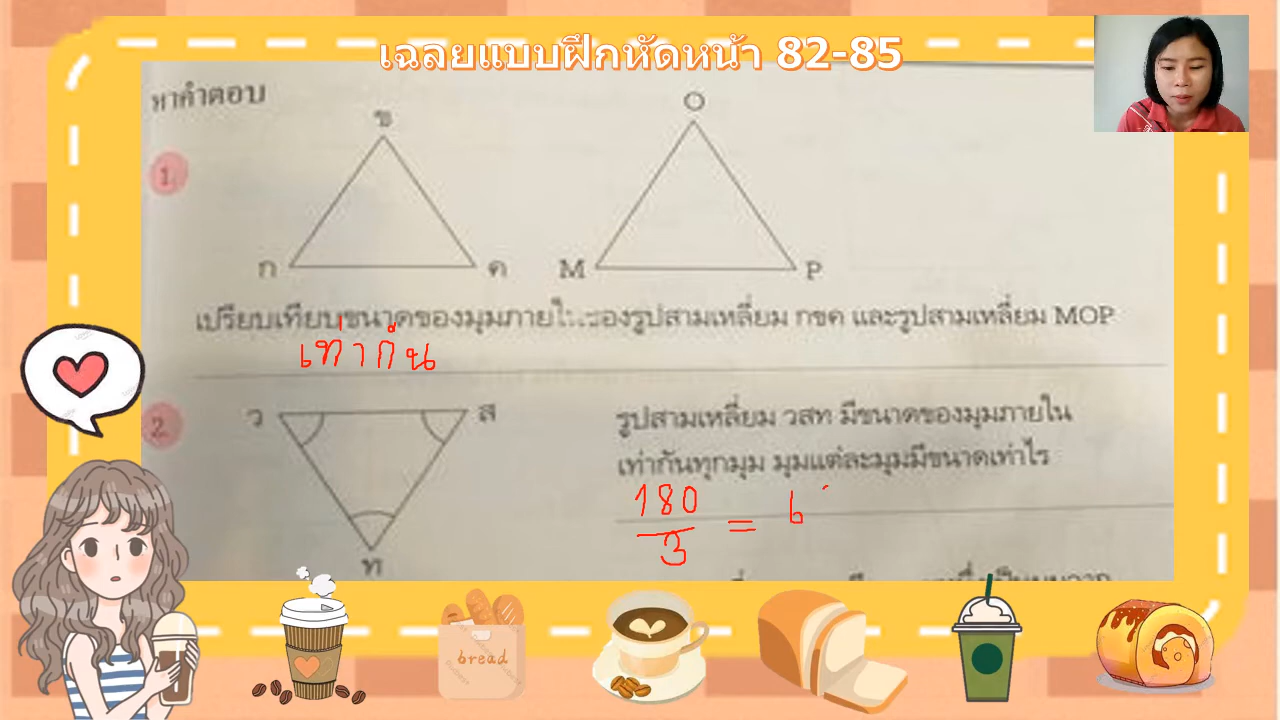 เฉลยแบบฝึกหัดหน้า 82-85
หาคำตอบ
1.
ข
O
ก
ค
M
P
เปรียบเทียบขนาดของมุมภายในของรูปสามเหลี่ยม กขค และรูปสามเหลี่ยม MOP
เท่ากัน
2.
ว
ส
ท
รูปสามเหลี่ยม วสท มีขนาดของมุมภายใน
เท่ากันทุกมุม มุมแต่ละมุมมีขนาดเท่าไร
180
3
= 6
bread